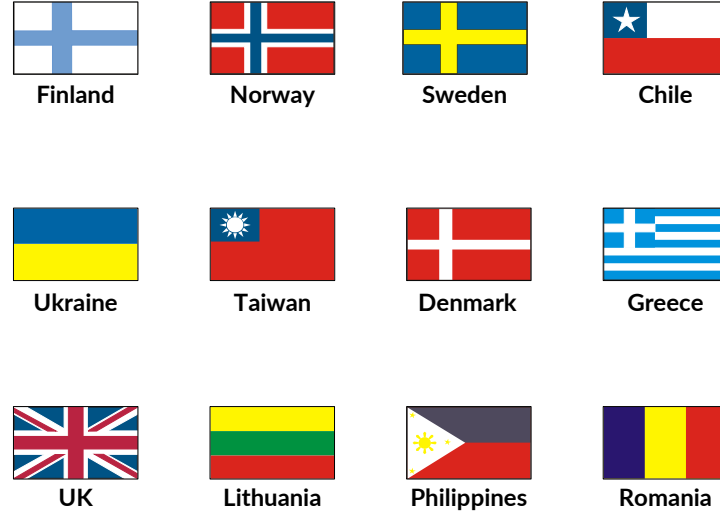 Finland
Norway
Sweden
Chile
Ukraine
Taiwan
Denmark
Greece
UK
Lithuania
Philippines
Romania